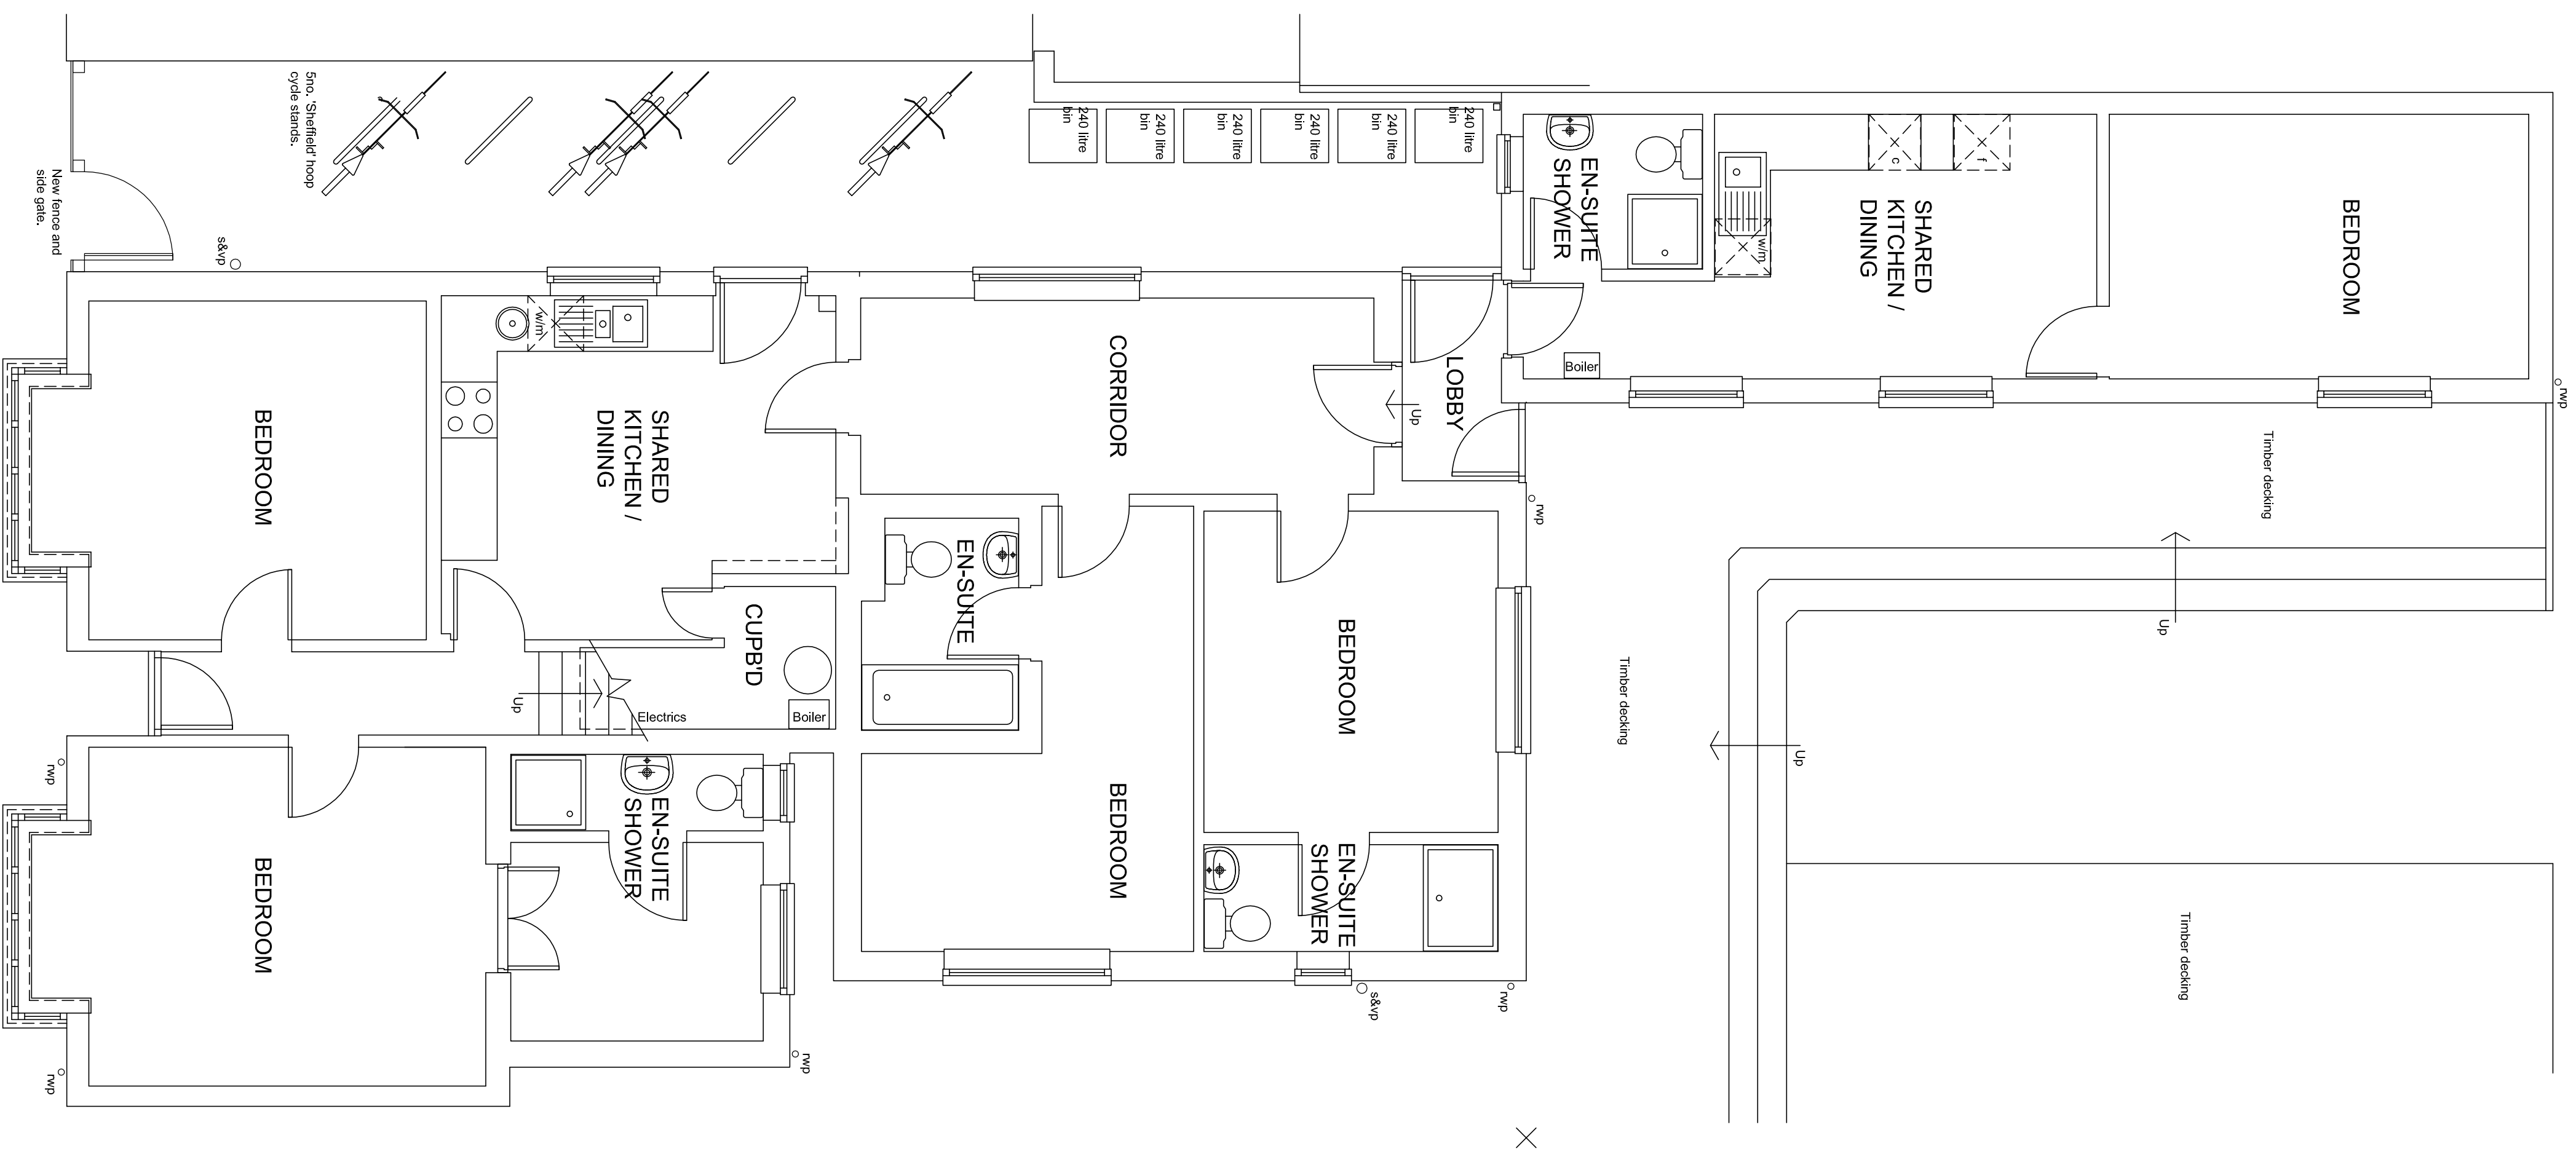 5no. 'Sheffield' hoop
cycle stands.
New fence and
side gate.
s&vp
240 litre
bin
240 litre
bin
240 litre
bin
240 litre
bin
240 litre
bin
240 litre
bin
EN-SUITE
SHOWER
c
f
w/m
SHARED
KITCHEN /
DINING
BEDROOM
Boiler
rwp
w/m
BEDROOM
SHARED
KITCHEN /
DINING
CORRIDOR
LOBBY
Up
rwp
Timber decking
Up
EN-SUITE
CUPB'D
Boiler
Electrics
Up
BEDROOM
Timber decking
Up
rwp
EN-SUITE
SHOWER
BEDROOM
BEDROOM
EN-SUITE
SHOWER
Timber decking
s&vp
rwp
rwp
rwp